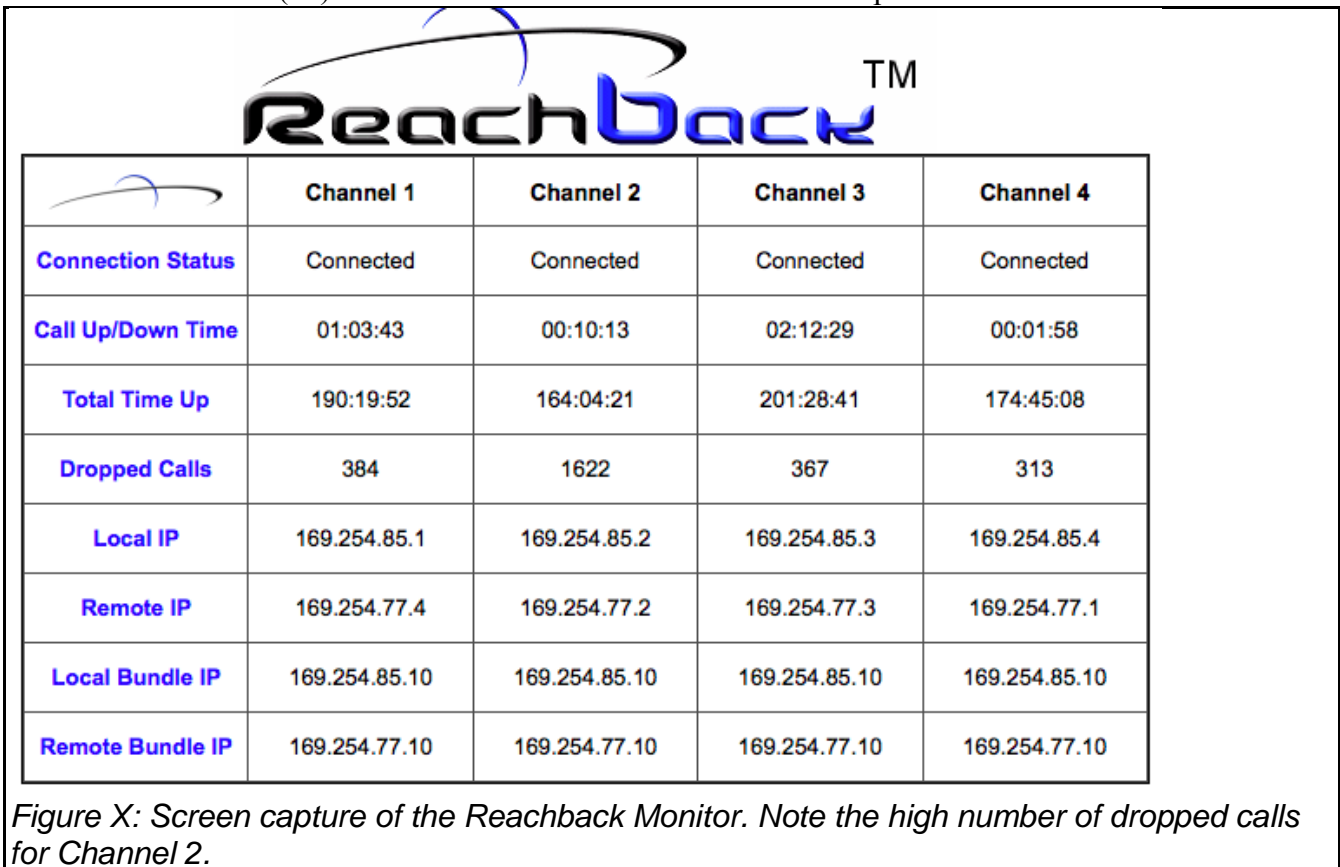 TM
Reachback
Channel 1 Channel 2 Channel 3 Channel 4
Connection Status Connected Connected Connected Connected
Call Up/Down Time 01:03:43 00:10:13 02:12:29 00:01:58
Total Time Up 190:19:52 164:04:21 201:28:41 174:45:08
Dropped Calls 384 1622 367 313
Local IP 169.254.85.1 169.254.85.2 169.254.85.3 169.254.85.4
Remote IP 169.254.77.4 169.254.77.2 169.254.77.3 169.254.77.1
Local Bundle IP 169.254.85.10 169.254.85.10 169.254.85.10 169.254.85.10
Remote Bundle IP 169.254.77.10 169.254.77.10 169.254.77.10 169.254.77.10
Figure X: Screen capture of the Reachback Monitor. Note the high number of dropped calls
for Channel 2.